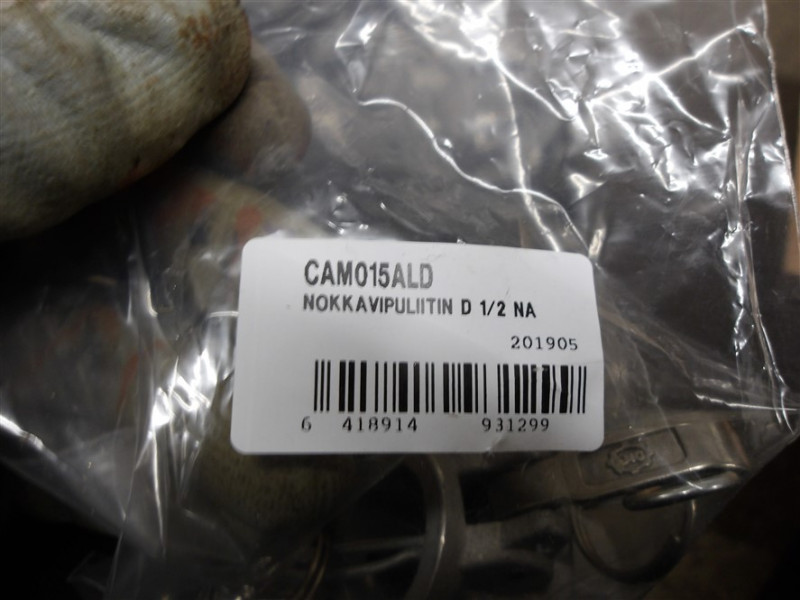 CAM015ALD
NOKKAVIPULIITIN D 1/2 NA
201905
6 418914 931299